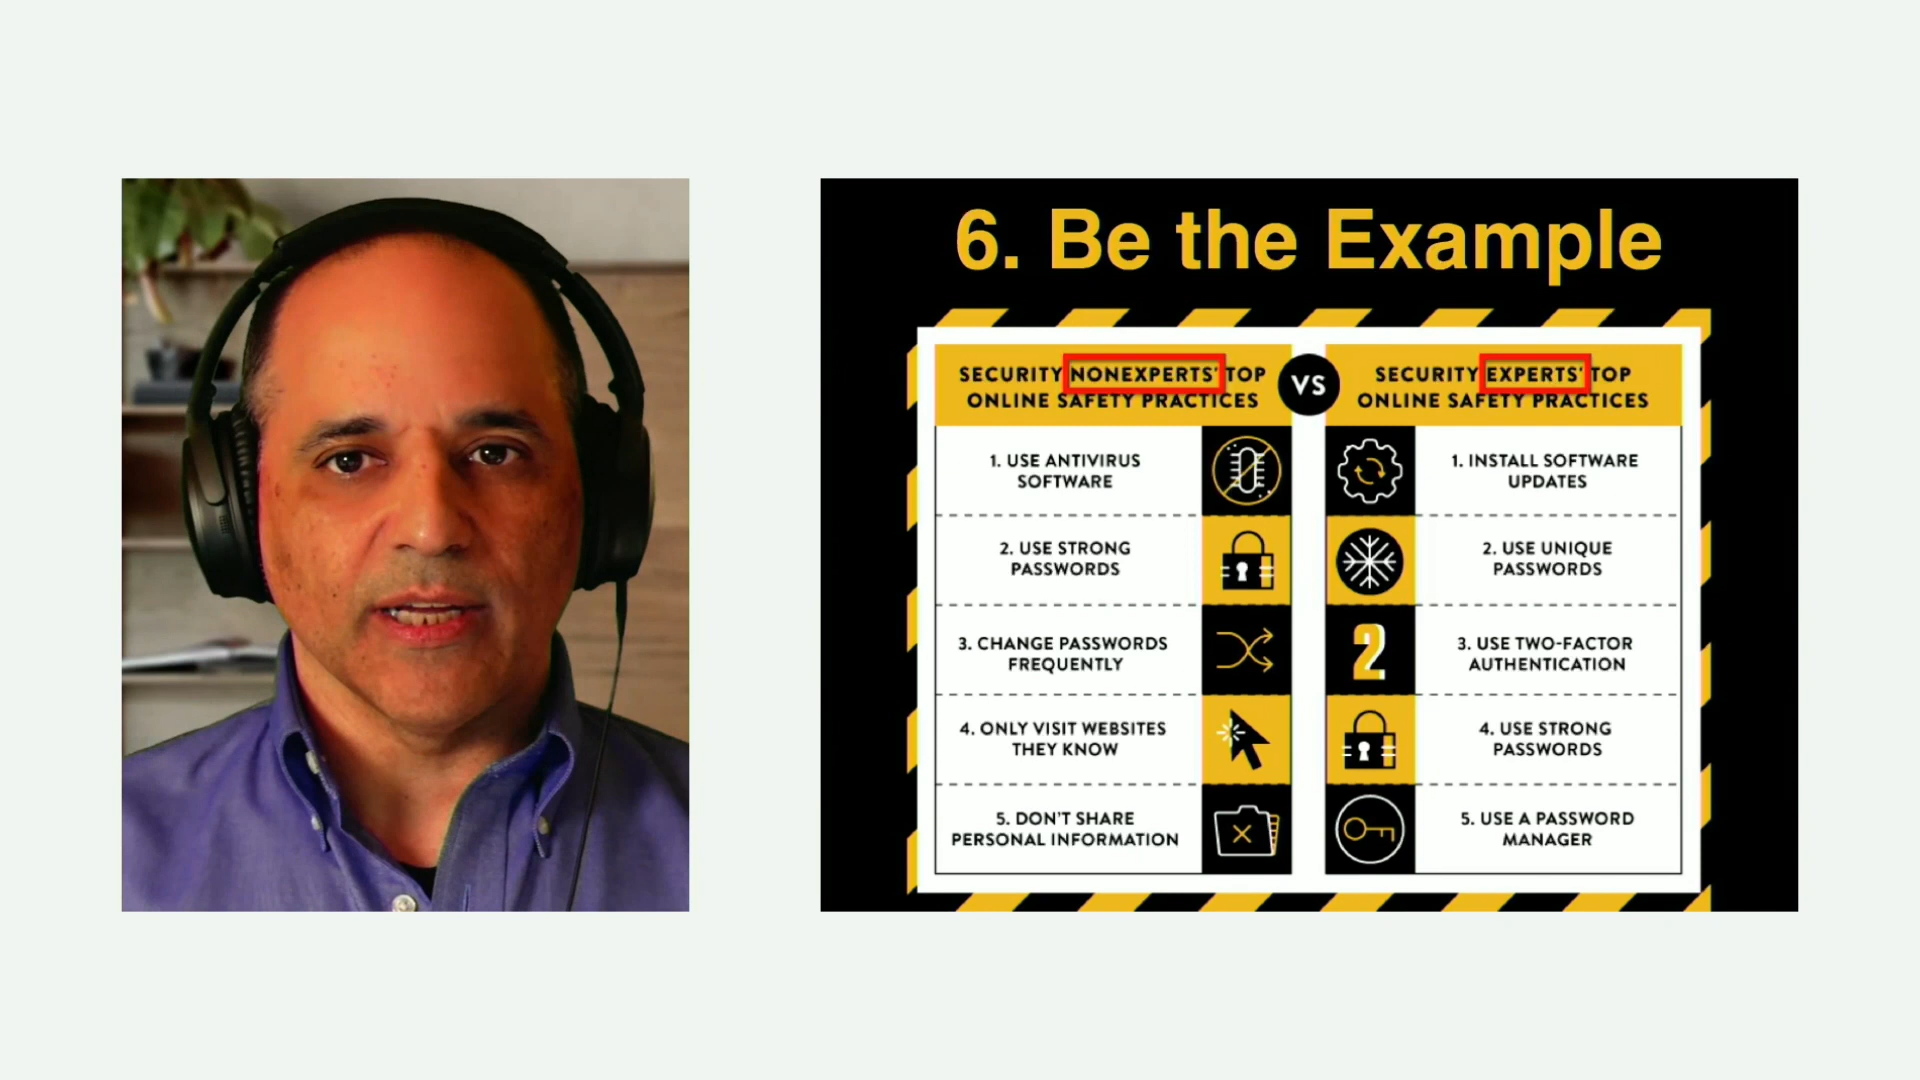 6. Be the Example
SECURITY NONEXPERTS' TOP
ONLINE SAFETY PRACTICES
VS
SECURITY EXPERTS' TOP
ONLINE SAFETY PRACTICES
1. USE ANTIVIRUS
SOFTWARE
2. USE STRONG
PASSWORDS
3. CHANGE PASSWORDS
FREQUENTLY
4. ONLY VISIT WEBSITES
THEY KNOW
5. DON'T SHARE
PERSONAL INFORMATION
1. INSTALL SOFTWARE
UPDATES
2. USE UNIQUE
PASSWORDS
2
3. USE TWO-FACTOR
AUTHENTICATION
4. USE STRONG
PASSWORDS
5. USE A PASSWORD
MANAGER